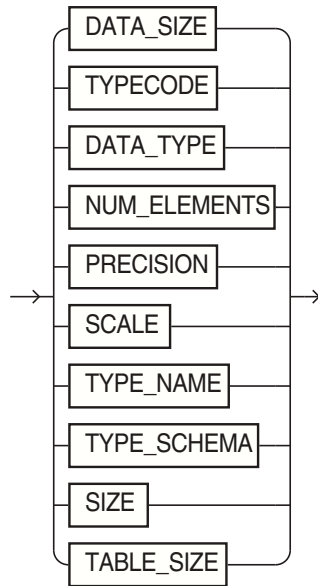 DATA_SIZE
TYPECODE
DATA_TYPE
NUM_ELEMENTS
PRECISION
SCALE
TYPE_NAME
TYPE_SCHEMA
SIZE
TABLE_SIZE